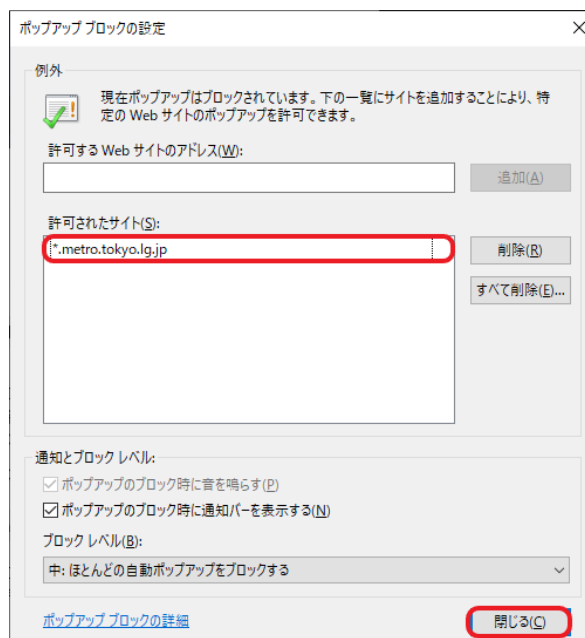 ポップアップ ブロックの設定
例外
現在ポップアップはブロックされています。下の一覧にサイトを追加することにより、特
定の Web サイトのポップアップを許可できます。
許可する Web サイトのアドレス(W):
追加(A)
許可されたサイト(S):
*.metro.tokyo.lg.jp
削除(R)
すべて削除(E)...
通知とブロック レベル:
ポップアップのブロック時に音を鳴らす(P)
ポップアップのブロック時に通知バーを表示する(N)
ブロック レベル(B):
中: ほとんどの自動ポップアップをブロックする
ポップアップ ブロックの詳細
閉じる(C)